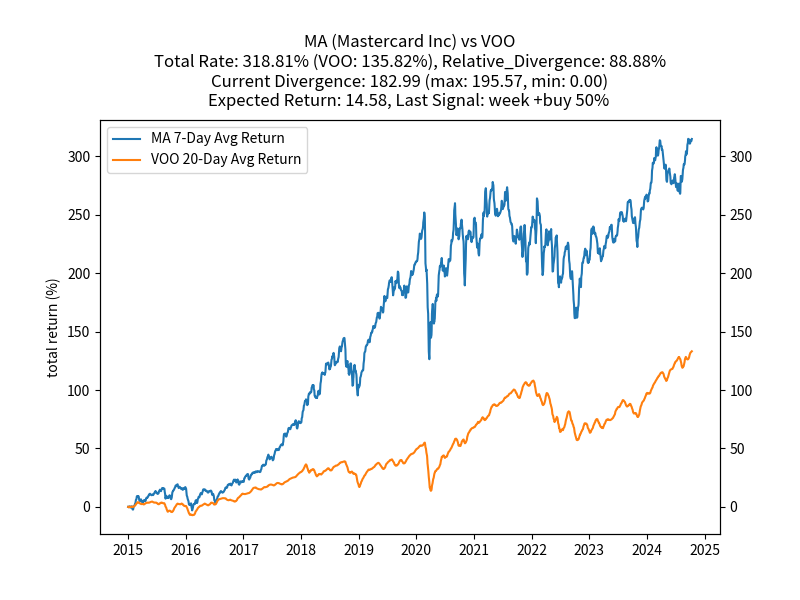 MA (Mastercard Inc) vs VOO
Total Rate: 318.81% (VOO: 135.82%), Relative_Divergence: 88.88%
Current Divergence: 182.99 (max: 195.57, min: 0.00)
Expected Return: 14.58, Last Signal: week +buy 50%
MA 7-Day Avg Return
VOO 20-Day Avg Return
total return (%)
300 300
250 250
200 200
150 150
100 100
50 50
0 0
2015 2016 2017 2018 2019 2020 2021 2022 2023 2024 2025